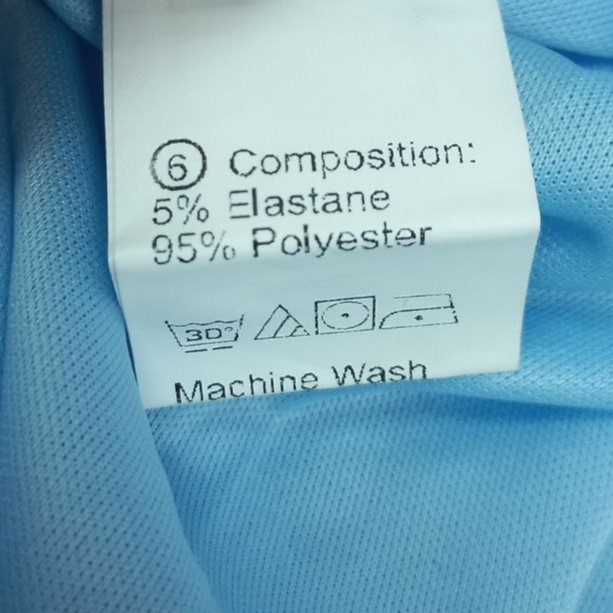 ⑥ Composition:
5% Elastane
95% Polyester
30°
Machine Wash